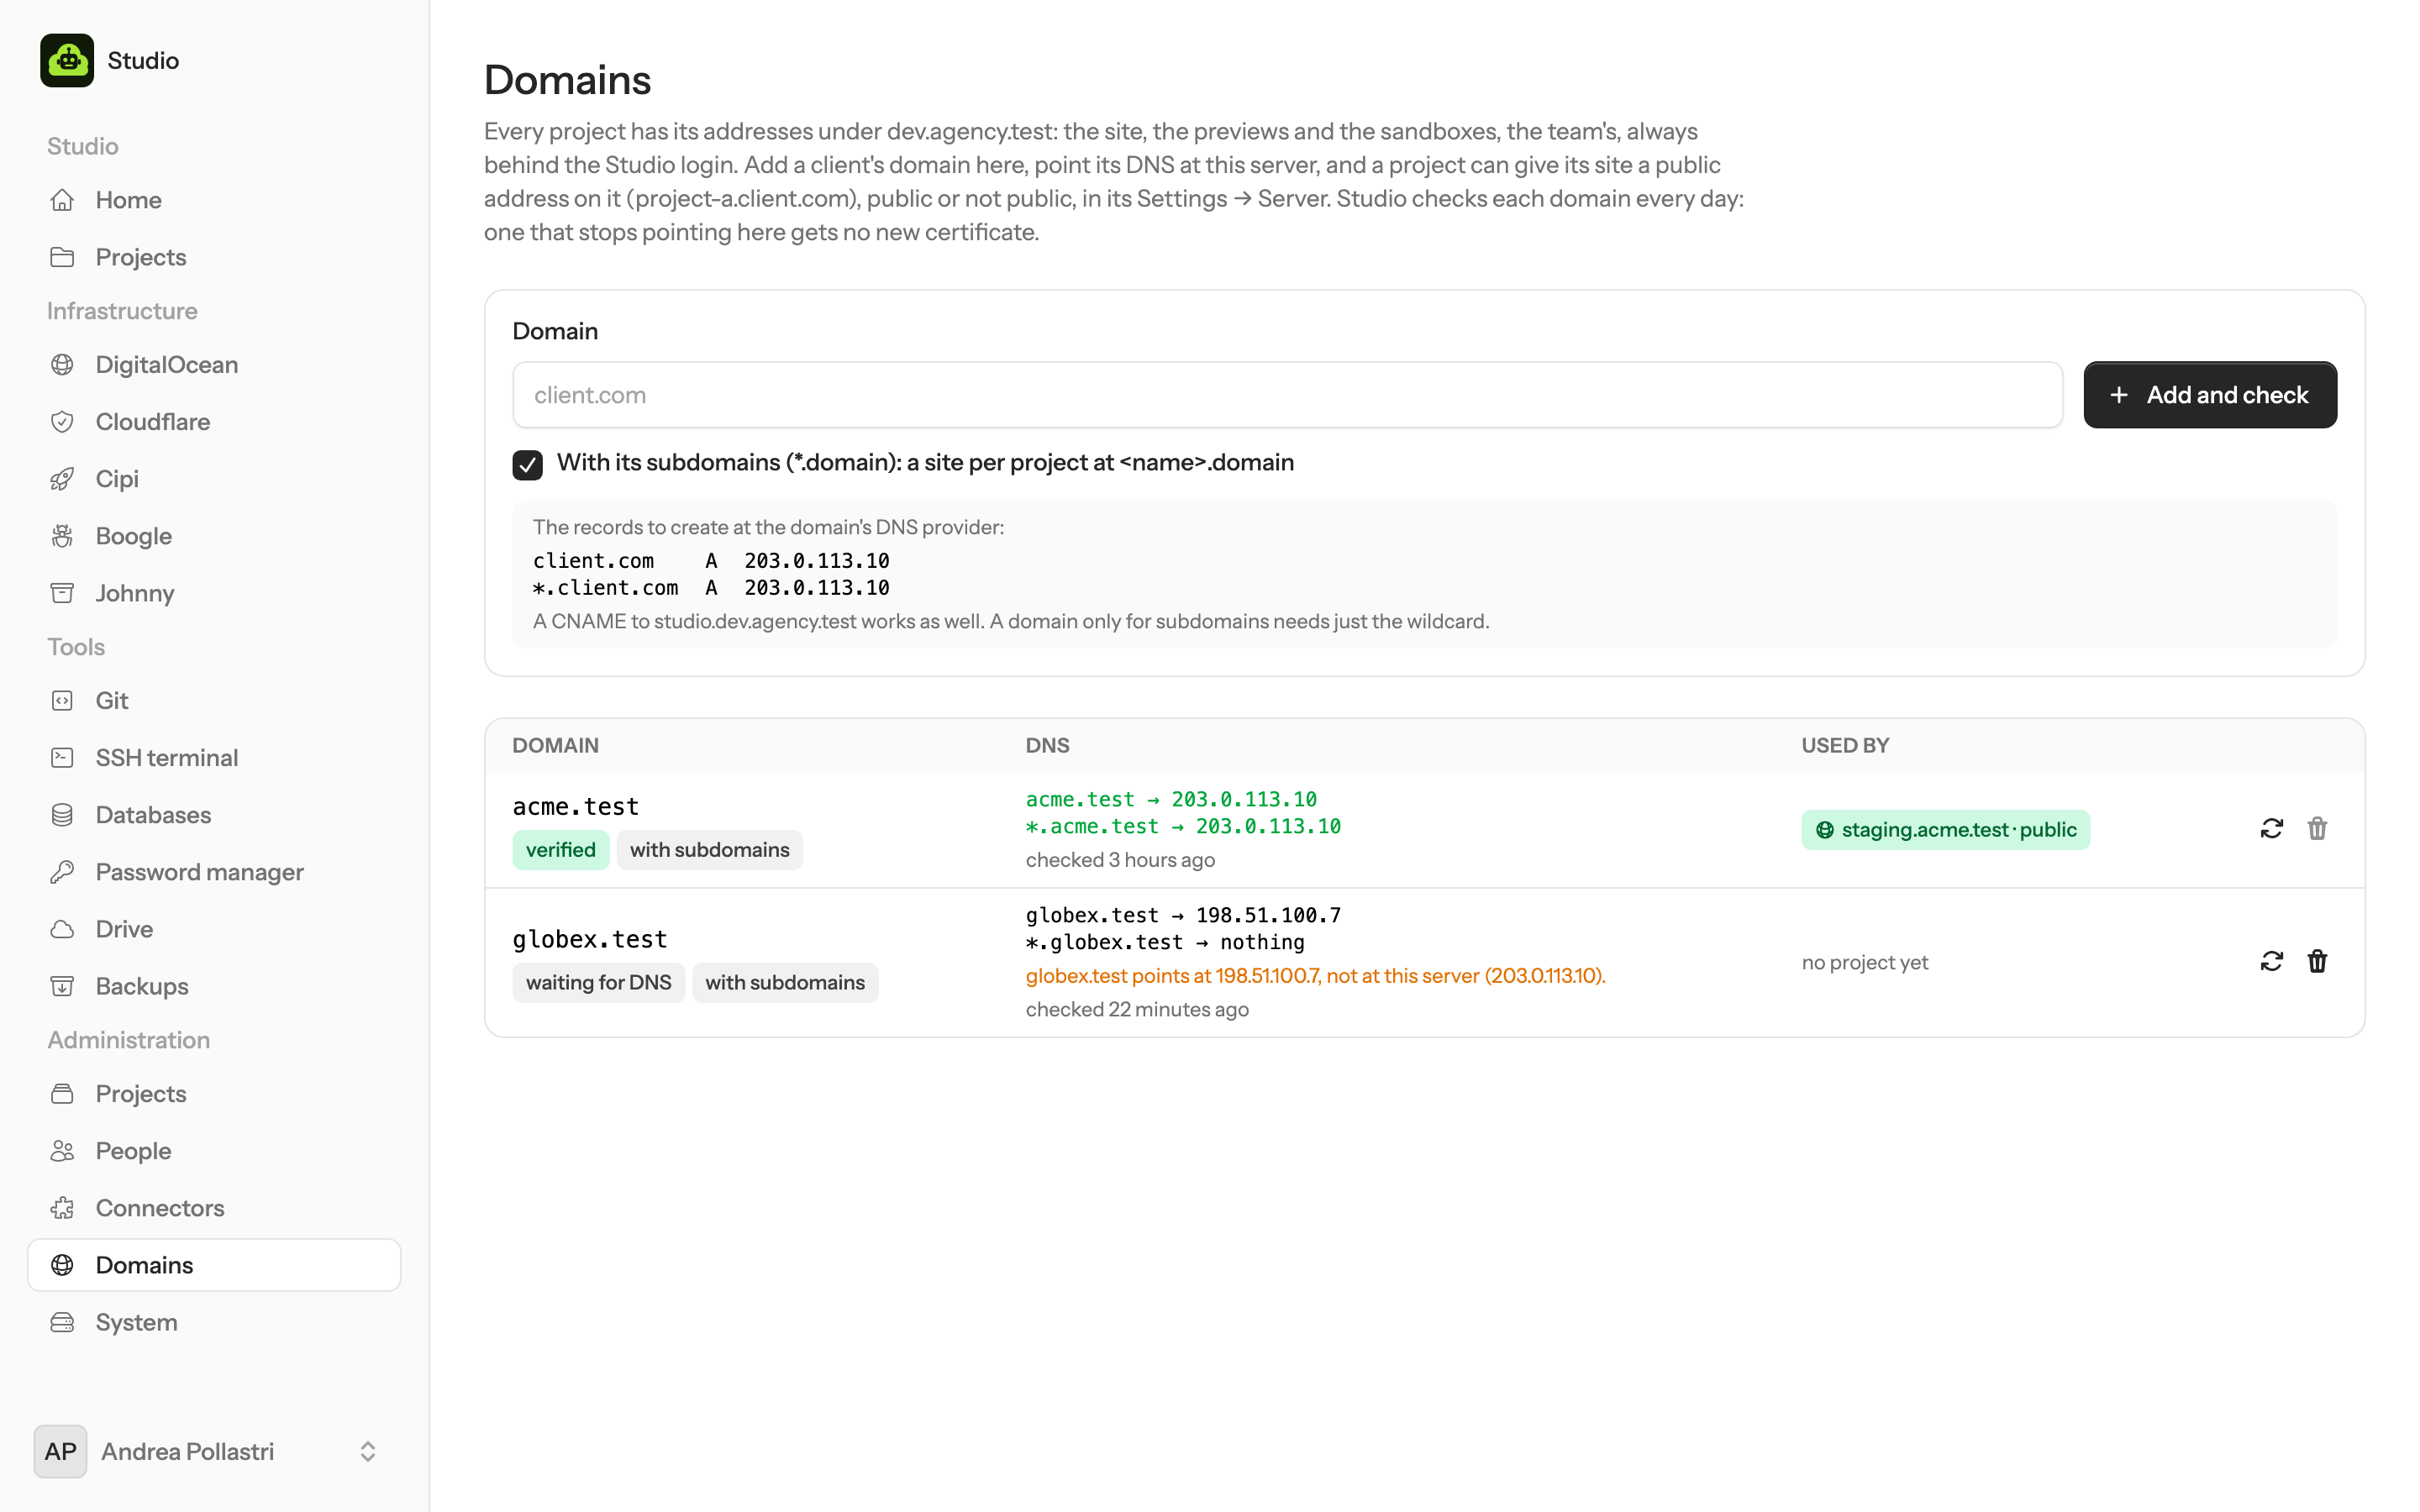 Studio
Studio
Home
Projects
Infrastructure
DigitalOcean
Cloudflare
Cipi
Boogle
Johnny
Tools
Git
SSH terminal
Databases
Password manager
Drive
Backups
Administration
Projects
People
Connectors
Domains
System
AP Andrea Pollastri
Domains
Every project has its addresses under dev.agency.test: the site, the previews and the sandboxes, the team's, always
behind the Studio login. Add a client's domain here, point its DNS at this server, and a project can give its site a public
address on it (project-a.client.com), public or not public, in its Settings → Server. Studio checks each domain every day:
one that stops pointing here gets no new certificate.
Domain
client.com
+ Add and check
With its subdomains (*.domain): a site per project at <name>.domain
The records to create at the domain's DNS provider:
client.com A 203.0.113.10
*.client.com A 203.0.113.10
A CNAME to studio.dev.agency.test works as well. A domain only for subdomains needs just the wildcard.
DOMAIN DNS USED BY
acme.test
verified with subdomains
acme.test → 203.0.113.10
*.acme.test → 203.0.113.10
checked 3 hours ago
staging.acme.test · public
globex.test
waiting for DNS with subdomains
globex.test → 198.51.100.7
*.globex.test → nothing
globex.test points at 198.51.100.7, not at this server (203.0.113.10).
checked 22 minutes ago
no project yet